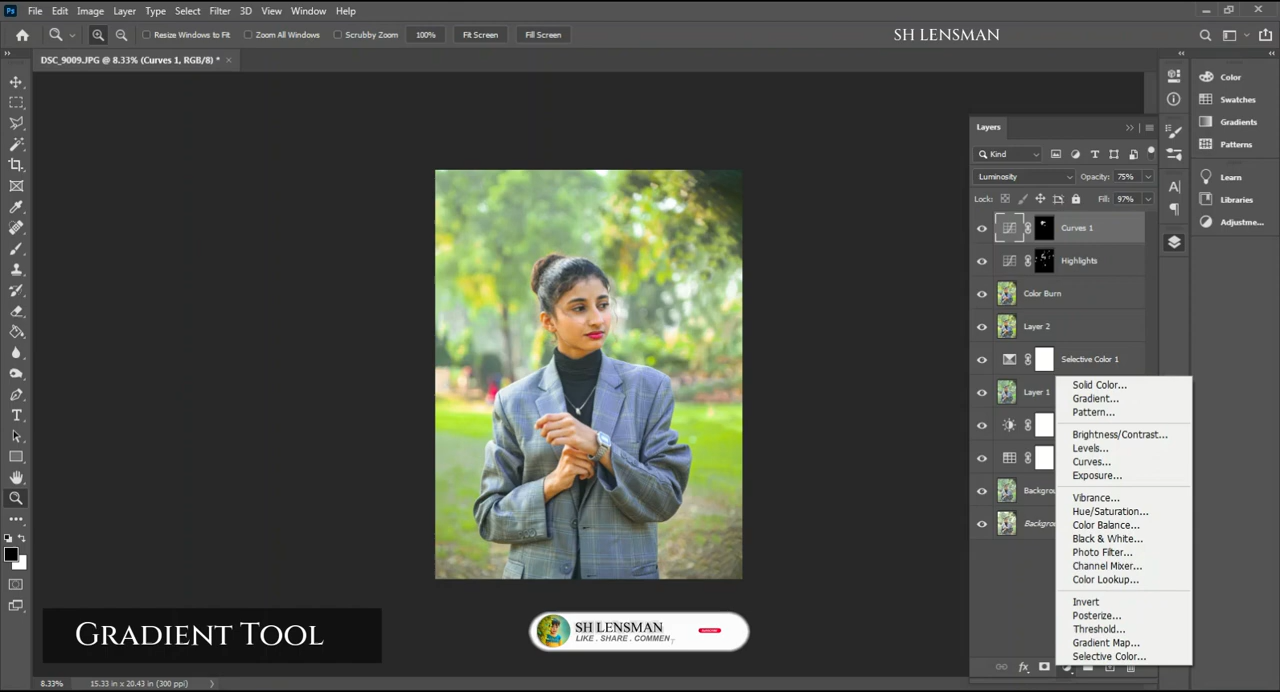 Ps File Edit Image Layer Type Select Filter 3D View Window Help
Resize Windows to Fit Zoom All Windows Scrubby Zoom 100% Fit Screen Fill Screen
SH LENSMAN
DSC_9009.JPG @ 8.33% (Curves 1, RGB/8) * ×
Color
Swatches
Gradients
Patterns
Learn
Libraries
Adjustme...
Layers
Kind
Luminosity Opacity: 75%
Lock: Fill: 97%
Curves 1
Highlights
Color Burn
Layer 2
Selective Color 1
Layer 1
Backgrou
Backgrou
Solid Color...
Gradient...
Pattern...
Brightness/Contrast...
Levels...
Curves...
Exposure...
Vibrance...
Hue/Saturation...
Color Balance...
Black & White...
Photo Filter...
Channel Mixer...
Color Lookup...
Invert
Posterize...
Threshold...
Gradient Map...
Selective Color...
fx
Gradient Tool
SH LENSMAN
LIKE . SHARE . COMMEN
8.33% 15.33 in x 20.43 in (300 ppi)